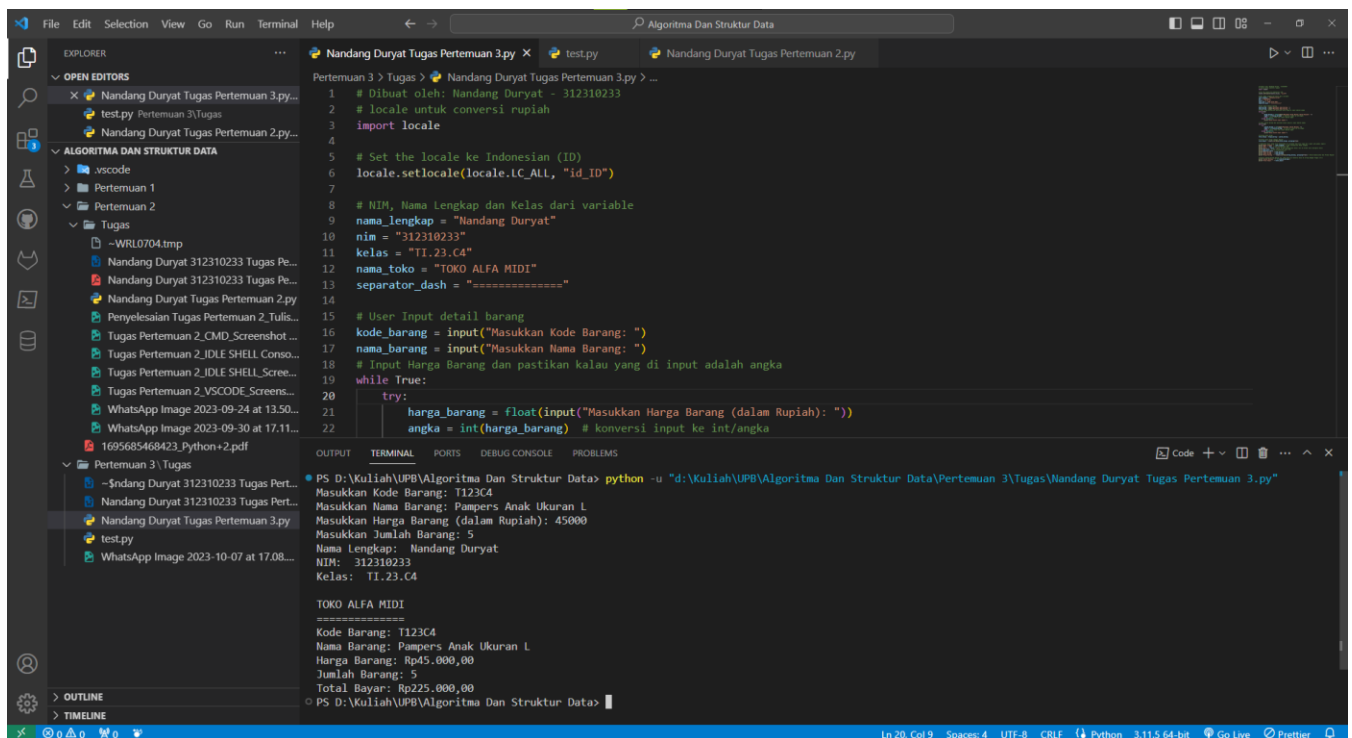 File Edit Selection View Go Run Terminal Help
Algoritma Dan Struktur Data
EXPLORER
OPEN EDITORS
Nandang Duryat Tugas Pertemuan 3.py...
test.py Pertemuan 3\Tugas
Nandang Duryat Tugas Pertemuan 2.py...
ALGORITMA DAN STRUKTUR DATA
.vscode
Pertemuan 1
Pertemuan 2
Tugas
~WRL0704.tmp
Nandang Duryat 312310233 Tugas Pe...
Nandang Duryat 312310233 Tugas Pe...
Nandang Duryat Tugas Pertemuan 2.py
Penyelesaian Tugas Pertemuan 2_Tulis...
Tugas Pertemuan 2_CMD_Screenshot ...
Tugas Pertemuan 2_IDLE SHELL Conso...
Tugas Pertemuan 2_IDLE SHELL_Scree...
Tugas Pertemuan 2_VSCODE_Screens...
WhatsApp Image 2023-09-24 at 13.50...
WhatsApp Image 2023-09-30 at 17.11...
1695685468423_Python+2.pdf
Pertemuan 3\Tugas
~$ndang Duryat 312310233 Tugas Pert...
Nandang Duryat 312310233 Tugas Pert...
Nandang Duryat Tugas Pertemuan 3.py
test.py
WhatsApp Image 2023-10-07 at 17.08....
OUTLINE
TIMELINE
Nandang Duryat Tugas Pertemuan 3.py test.py Nandang Duryat Tugas Pertemuan 2.py
Pertemuan 3 > Tugas > Nandang Duryat Tugas Pertemuan 3.py > ...
1 # Dibuat oleh: Nandang Duryat - 312310233
2 # locale untuk conversi rupiah
3 import locale
4
5 # Set the locale ke Indonesian (ID)
6 locale.setlocale(locale.LC_ALL, "id_ID")
7
8 # NIM, Nama Lengkap dan Kelas dari variable
9 nama_lengkap = "Nandang Duryat"
10 nim = "312310233"
11 kelas = "TI.23.C4"
12 nama_toko = "TOKO ALFA MIDI"
13 separator_dash = "=============="
14
15 # User Input detail barang
16 kode_barang = input("Masukkan Kode Barang: ")
17 nama_barang = input("Masukkan Nama Barang: ")
18 # Input Harga Barang dan pastikan kalau yang di input adalah angka
19 while True:
20 try:
21 harga_barang = float(input("Masukkan Harga Barang (dalam Rupiah): "))
22 angka = int(harga_barang) # konversi input ke int/angka
OUTPUT TERMINAL PORTS DEBUG CONSOLE PROBLEMS
Code
PS D:\Kuliah\UPB\Algoritma Dan Struktur Data> python -u "d:\Kuliah\UPB\Algoritma Dan Struktur Data\Pertemuan 3\Tugas\Nandang Duryat Tugas Pertemuan 3.py"
Masukkan Kode Barang: T123C4
Masukkan Nama Barang: Pampers Anak Ukuran L
Masukkan Harga Barang (dalam Rupiah): 45000
Masukkan Jumlah Barang: 5
Nama Lengkap: Nandang Duryat
NIM: 312310233
Kelas: TI.23.C4
TOKO ALFA MIDI
==============
Kode Barang: T123C4
Nama Barang: Pampers Anak Ukuran L
Harga Barang: Rp45.000,00
Jumlah Barang: 5
Total Bayar: Rp225.000,00
PS D:\Kuliah\UPB\Algoritma Dan Struktur Data>
0 0 0 Ln 20, Col 9 Spaces: 4 UTF-8 CRLF Python 3.11.5 64-bit Go Live Prettier